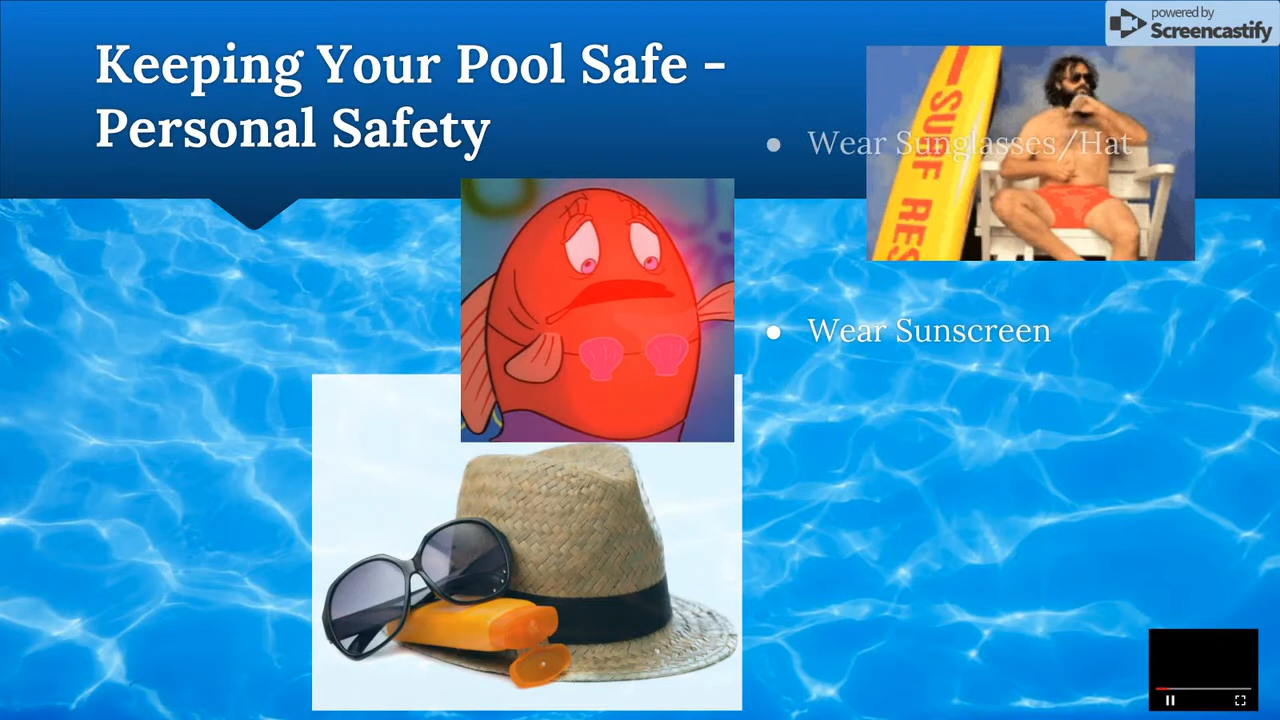 powered by
Screencastify
Keeping Your Pool Safe -
Personal Safety
SURF RES
● Wear Sunglasses/Hat
● Wear Sunscreen